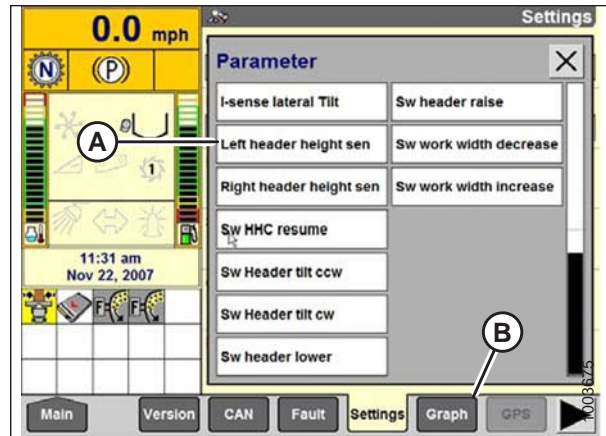 0.0 mph
Settings
N
(P)
Parameter
I-sense lateral Tilt
Sw header raise
A
Left header height sen
Sw work width decrease
1
Right header height sen
Sw work width increase
Sw HHC resume
11:31 am
Nov 22, 2007
Sw Header tilt ccw
F
F
Sw Header tilt cw
B
Sw header lower
1003675
Main
Version
CAN
Fault
Settings
Graph
GPS